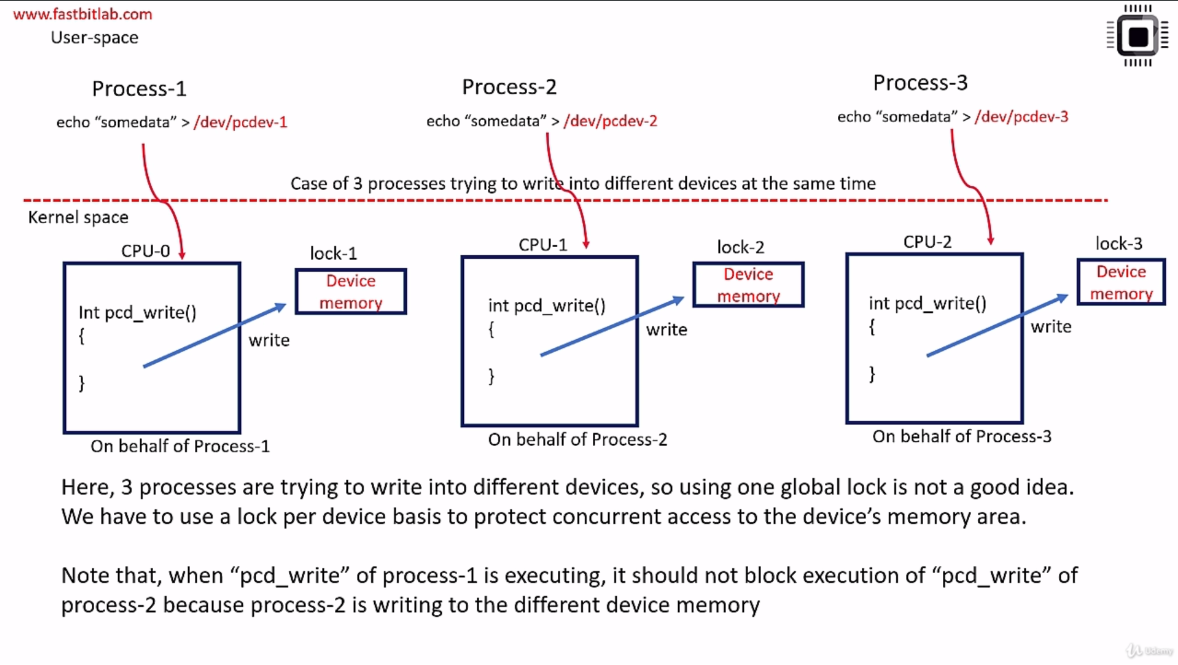 www.fastbitlab.com
User-space
Process-1
Process-2
Process-3
echo “somedata” > /dev/pcdev-1
echo “somedata” > /dev/pcdev-2
echo “somedata” > /dev/pcdev-3
Case of 3 processes trying to write into different devices at the same time
Kernel space
CPU-0
lock-1
Device
memory
Int pcd_write()
{
}
write
On behalf of Process-1
CPU-1
lock-2
Device
memory
int pcd_write()
{
}
write
On behalf of Process-2
CPU-2
lock-3
Device
memory
int pcd_write()
{
}
write
On behalf of Process-3
Here, 3 processes are trying to write into different devices, so using one global lock is not a good idea.
We have to use a lock per device basis to protect concurrent access to the device’s memory area.
Note that, when “pcd_write” of process-1 is executing, it should not block execution of “pcd_write” of
process-2 because process-2 is writing to the different device memory
Udemy